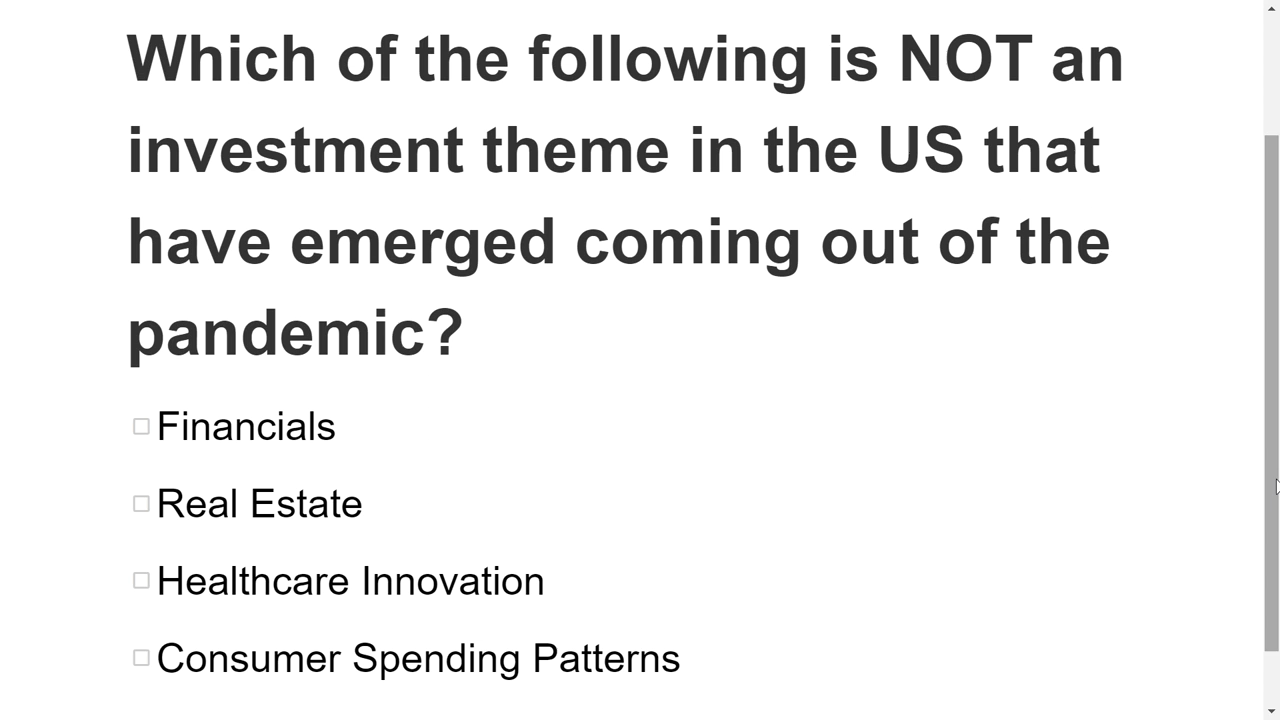 Which of the following is NOT an
investment theme in the US that
have emerged coming out of the
pandemic?
Financials
Real Estate
Healthcare Innovation
Consumer Spending Patterns